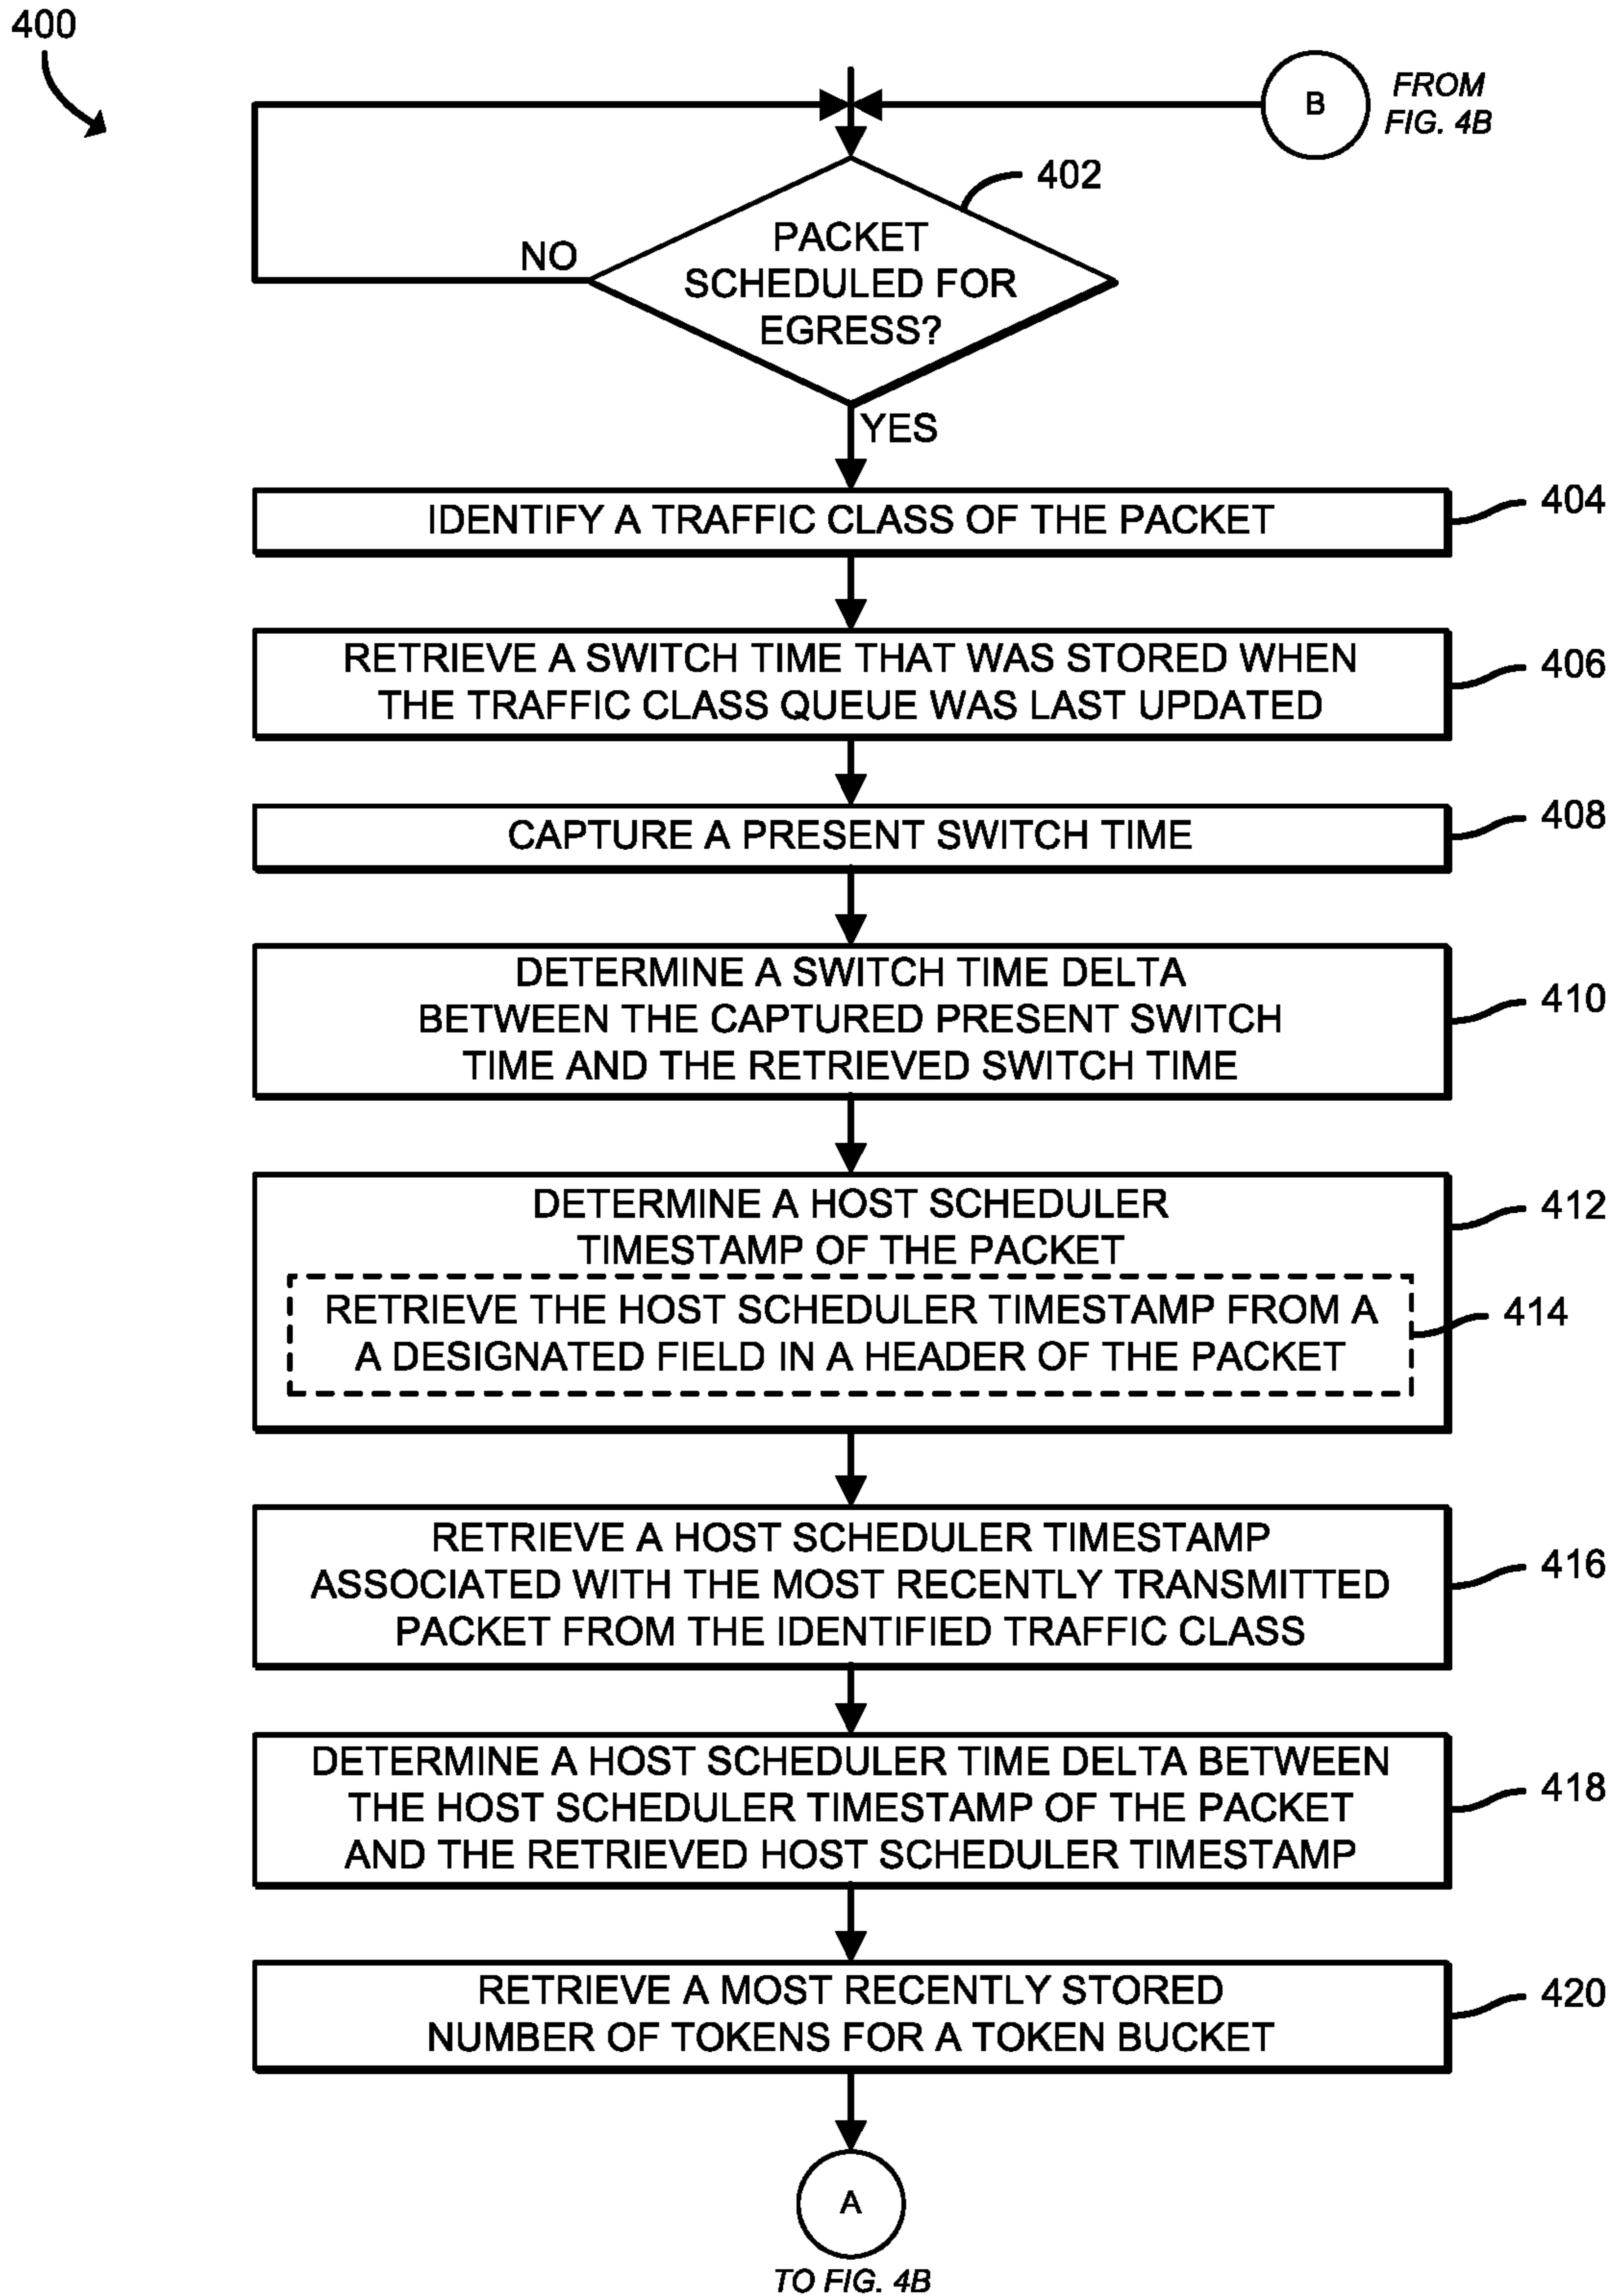 400
B
FROM
FIG. 4B
402
PACKET
SCHEDULED FOR
EGRESS?
NO
YES
IDENTIFY A TRAFFIC CLASS OF THE PACKET
404
RETRIEVE A SWITCH TIME THAT WAS STORED WHEN
THE TRAFFIC CLASS QUEUE WAS LAST UPDATED
406
CAPTURE A PRESENT SWITCH TIME
408
DETERMINE A SWITCH TIME DELTA
BETWEEN THE CAPTURED PRESENT SWITCH
TIME AND THE RETRIEVED SWITCH TIME
410
DETERMINE A HOST SCHEDULER
TIMESTAMP OF THE PACKET
412
RETRIEVE THE HOST SCHEDULER TIMESTAMP FROM A
A DESIGNATED FIELD IN A HEADER OF THE PACKET
414
RETRIEVE A HOST SCHEDULER TIMESTAMP
ASSOCIATED WITH THE MOST RECENTLY TRANSMITTED
PACKET FROM THE IDENTIFIED TRAFFIC CLASS
416
DETERMINE A HOST SCHEDULER TIME DELTA BETWEEN
THE HOST SCHEDULER TIMESTAMP OF THE PACKET
AND THE RETRIEVED HOST SCHEDULER TIMESTAMP
418
RETRIEVE A MOST RECENTLY STORED
NUMBER OF TOKENS FOR A TOKEN BUCKET
420
A
TO FIG. 4B